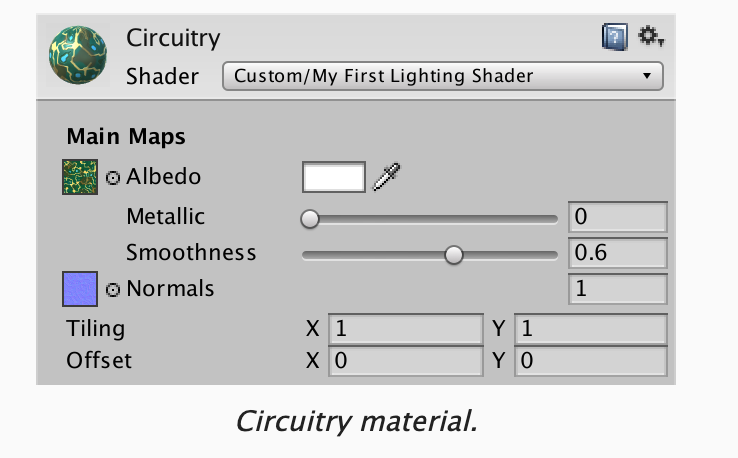 Circuitry
Shader Custom/My First Lighting Shader
Main Maps
Albedo
Metallic 0
Smoothness 0.6
Normals 1
Tiling X 1 Y 1
Offset X 0 Y 0
Circuitry material.